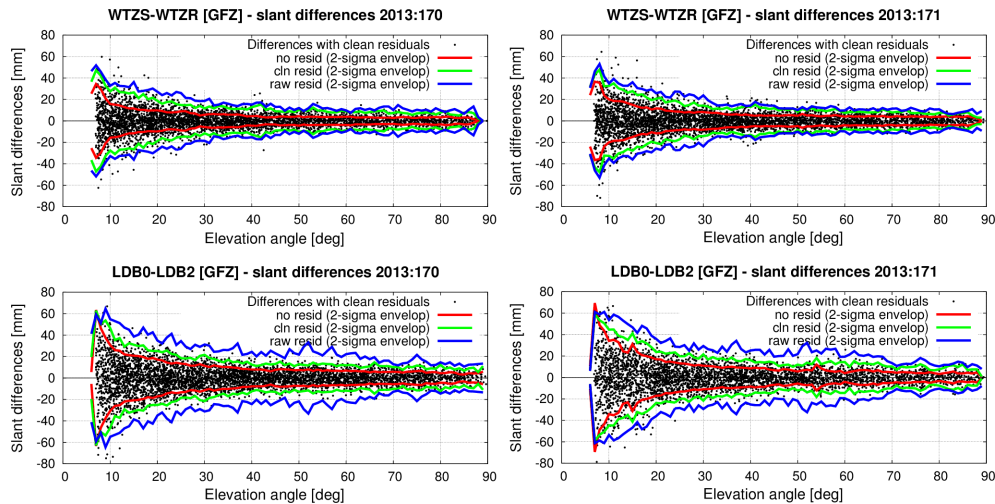 WTZS-WTZR [GFZ] - slant differences 2013:170
Slant differences [mm]
80
60
40
20
0
-20
-40
-60
-80
Differences with clean residuals
no resid (2-sigma envelop)
cln resid (2-sigma envelop)
raw resid (2-sigma envelop)
0 10 20 30 40 50 60 70 80 90
Elevation angle [deg]
WTZS-WTZR [GFZ] - slant differences 2013:171
Slant differences [mm]
80
60
40
20
0
-20
-40
-60
-80
Differences with clean residuals
no resid (2-sigma envelop)
cln resid (2-sigma envelop)
raw resid (2-sigma envelop)
0 10 20 30 40 50 60 70 80 90
Elevation angle [deg]
LDB0-LDB2 [GFZ] - slant differences 2013:170
Slant differences [mm]
80
60
40
20
0
-20
-40
-60
-80
Differences with clean residuals
no resid (2-sigma envelop)
cln resid (2-sigma envelop)
raw resid (2-sigma envelop)
0 10 20 30 40 50 60 70 80 90
Elevation angle [deg]
LDB0-LDB2 [GFZ] - slant differences 2013:171
Slant differences [mm]
80
60
40
20
0
-20
-40
-60
-80
Differences with clean residuals
no resid (2-sigma envelop)
cln resid (2-sigma envelop)
raw resid (2-sigma envelop)
0 10 20 30 40 50 60 70 80 90
Elevation angle [deg]